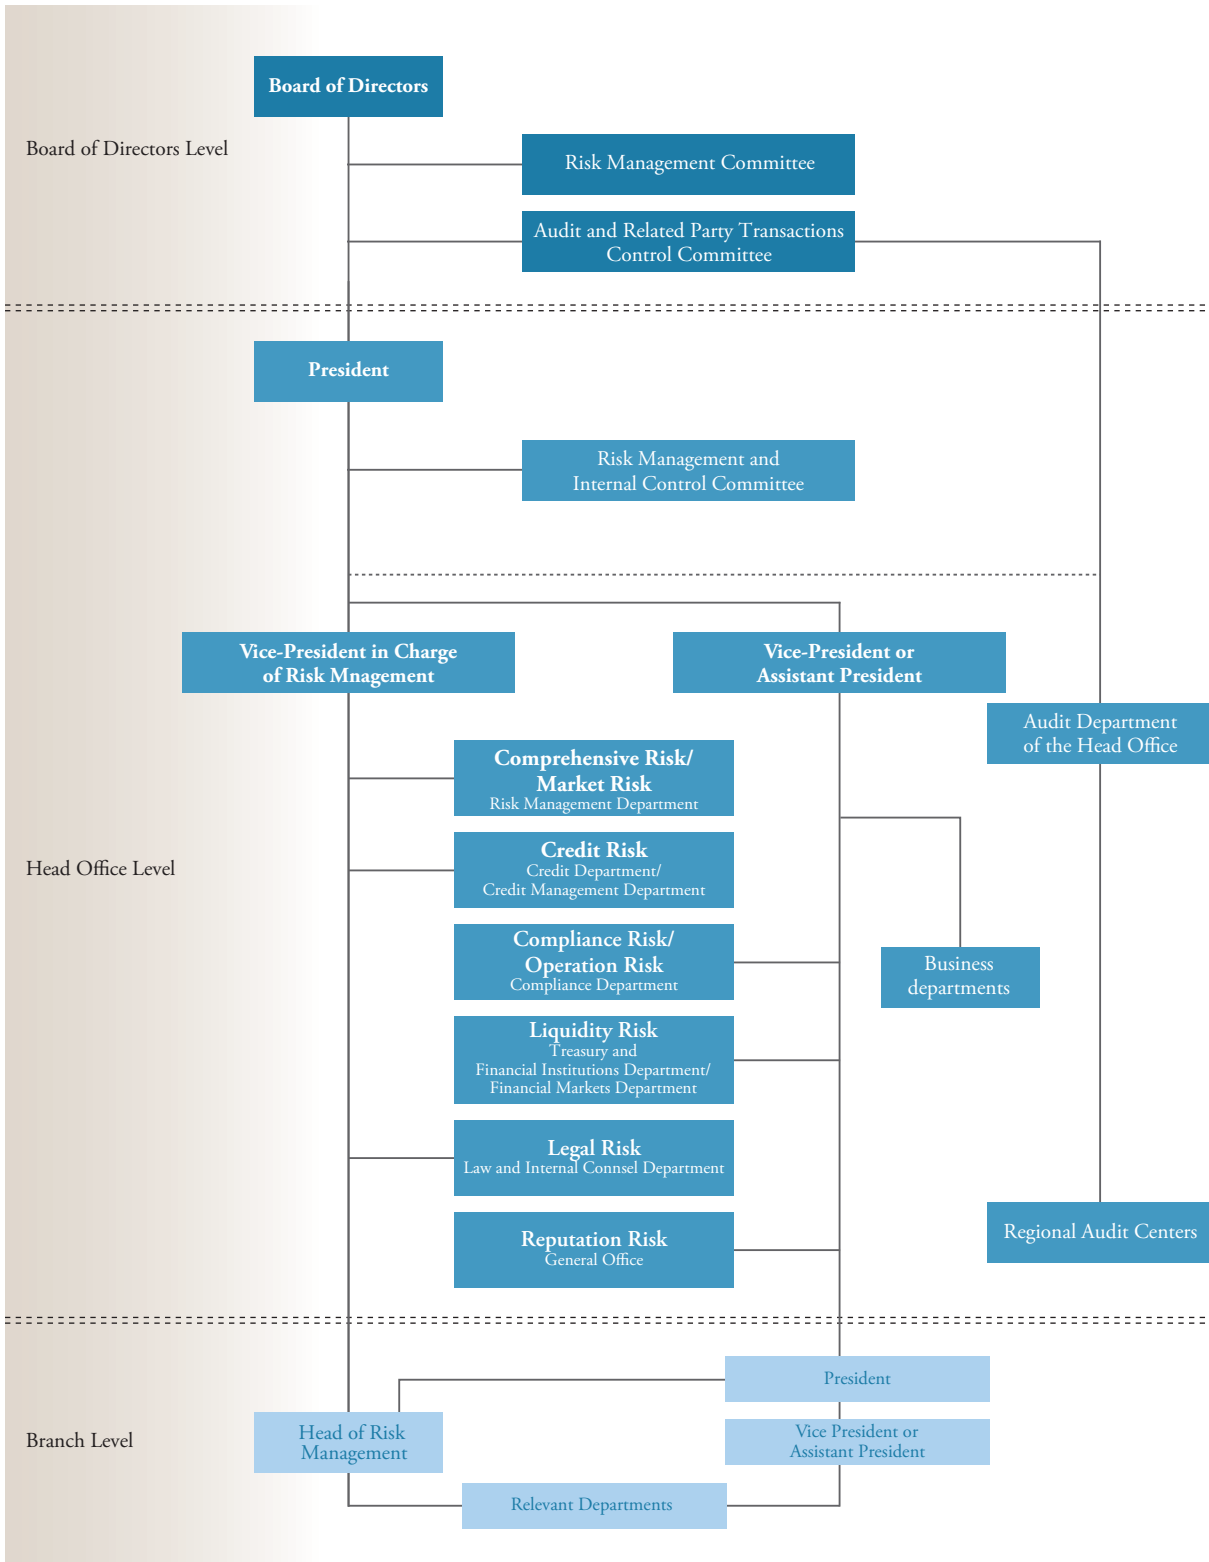 Board of Directors
Board of Directors Level
Risk Management Committee
Audit and Related Party Transactions
Control Committee
President
Risk Management and
Internal Control Committee
Vice-President in Charge
of Risk Mnagement
Vice-President or
Assistant President
Audit Department
of the Head Office
Comprehensive Risk/
Market Risk
Risk Management Department
Head Office Level
Credit Risk
Credit Department/
Credit Management Department
Compliance Risk/
Operation Risk
Compliance Department
Business
departments
Liquidity Risk
Treasury and
Financial Institutions Department/
Financial Markets Department
Legal Risk
Law and Internal Connsel Department
Regional Audit Centers
Reputation Risk
General Office
President
Branch Level
Head of Risk
Management
Vice President or
Assistant President
Relevant Departments